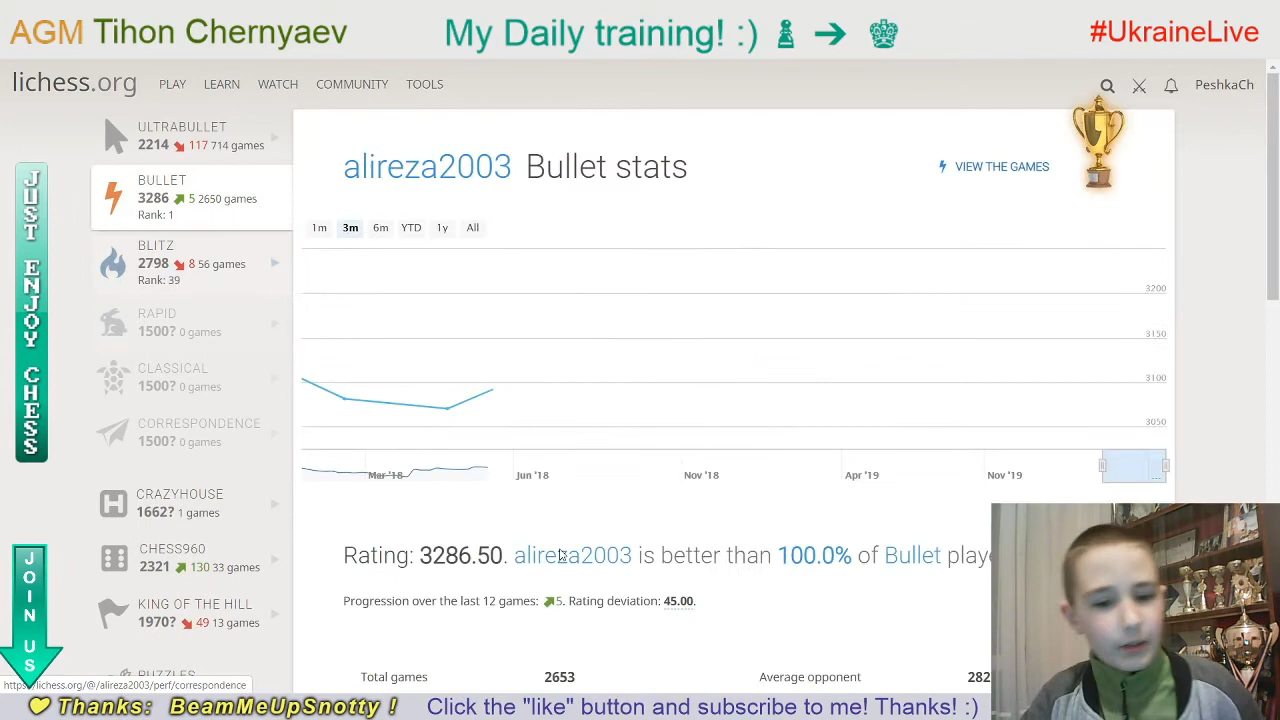 AGM Tihon Chernyaev
My Daily training! :) ♟ → ♚
#UkraineLive
lichess.org
PLAY LEARN WATCH COMMUNITY TOOLS
PeshkaCh
JUST ENJOY CHESS
JOIN US
ULTRABULLET
2214 117 714 games
BULLET
3286 5 2650 games
Rank: 1
BLITZ
2798 8 56 games
Rank: 39
RAPID
1500? 0 games
CLASSICAL
1500? 0 games
CORRESPONDENCE
1500? 0 games
CRAZYHOUSE
1662? 1 games
CHESS960
2321 130 33 games
KING OF THE HILL
1970? 49 13 games
PUZZLES
alireza2003 Bullet stats
VIEW THE GAMES
1m 3m 6m YTD 1y All
3200
3150
3100
3050
Mar '18 Jun '18 Nov '18 Apr '19 Nov '19
Rating: 3286.50. alireza2003 is better than 100.0% of Bullet playe
Progression over the last 12 games: 5. Rating deviation: 45.00.
Total games 2653
Average opponent 282
https://lichess.org/@/alireza2003/perf/correspondence
Thanks: BeamMeUpSnotty ! Click the "like" button and subscribe to me! Thanks! :)